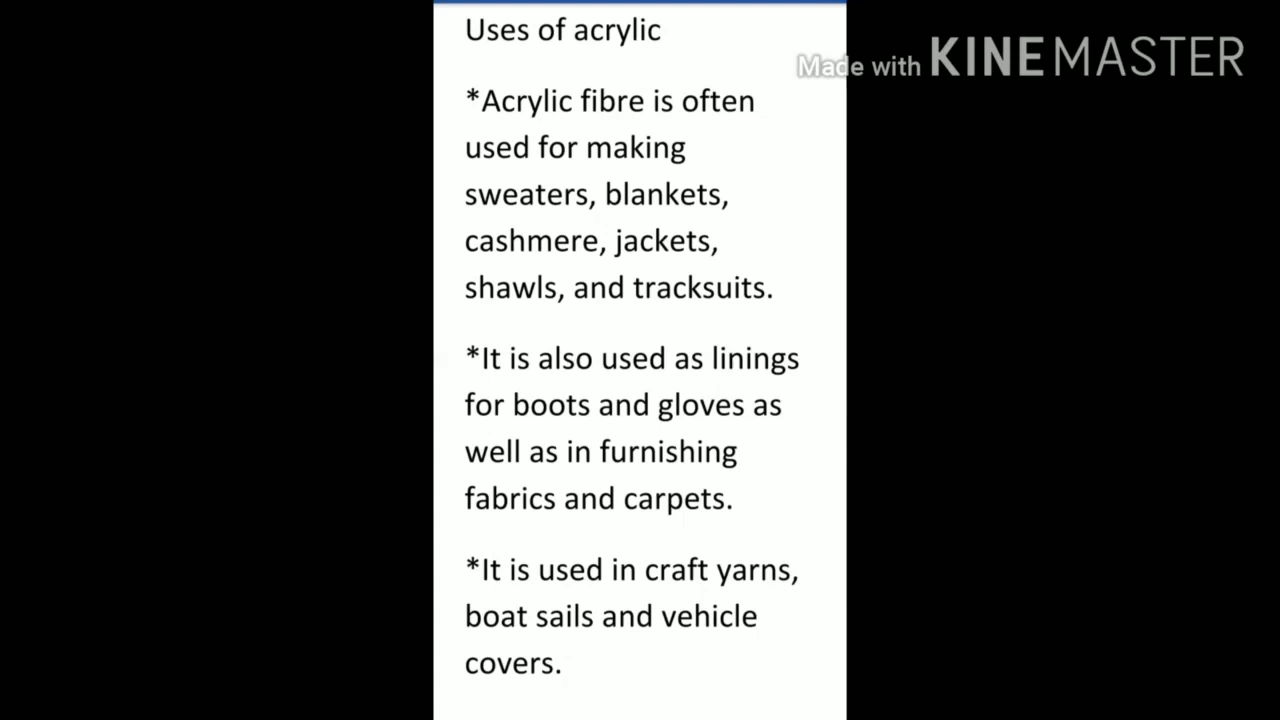 Uses of acrylic
Made with KINEMASTER
*Acrylic fibre is often
used for making
sweaters, blankets,
cashmere, jackets,
shawls, and tracksuits.
*It is also used as linings
for boots and gloves as
well as in furnishing
fabrics and carpets.
*It is used in craft yarns,
boat sails and vehicle
covers.